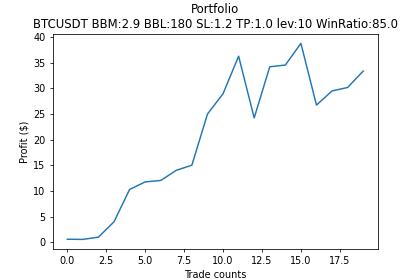 Portfolio
BTCUSDT BBM:2.9 BBL:180 SL:1.2 TP:1.0 lev:10 WinRatio:85.0
40
35
30
25
20
15
10
5
0
Profit ($)
0.0 2.5 5.0 7.5 10.0 12.5 15.0 17.5
Trade counts